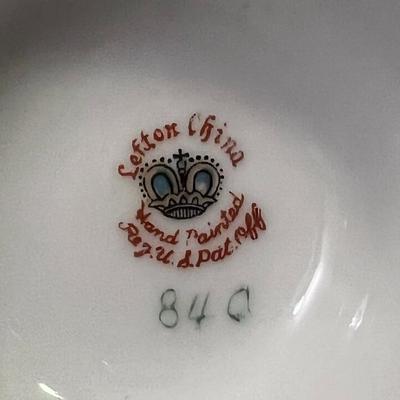 Lefton China
Hand Painted
Reg. U. S. Pat. Off
840